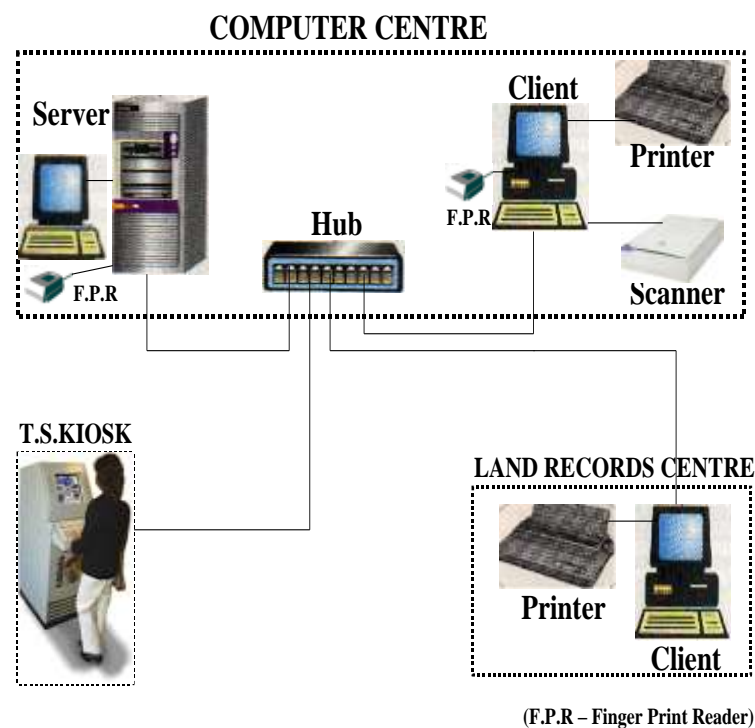 COMPUTER CENTRE
Server
Client
Printer
F.P.R
Hub
F.P.R
Scanner
T.S.KIOSK
LAND RECORDS CENTRE
Printer
Client
(F.P.R – Finger Print Reader)